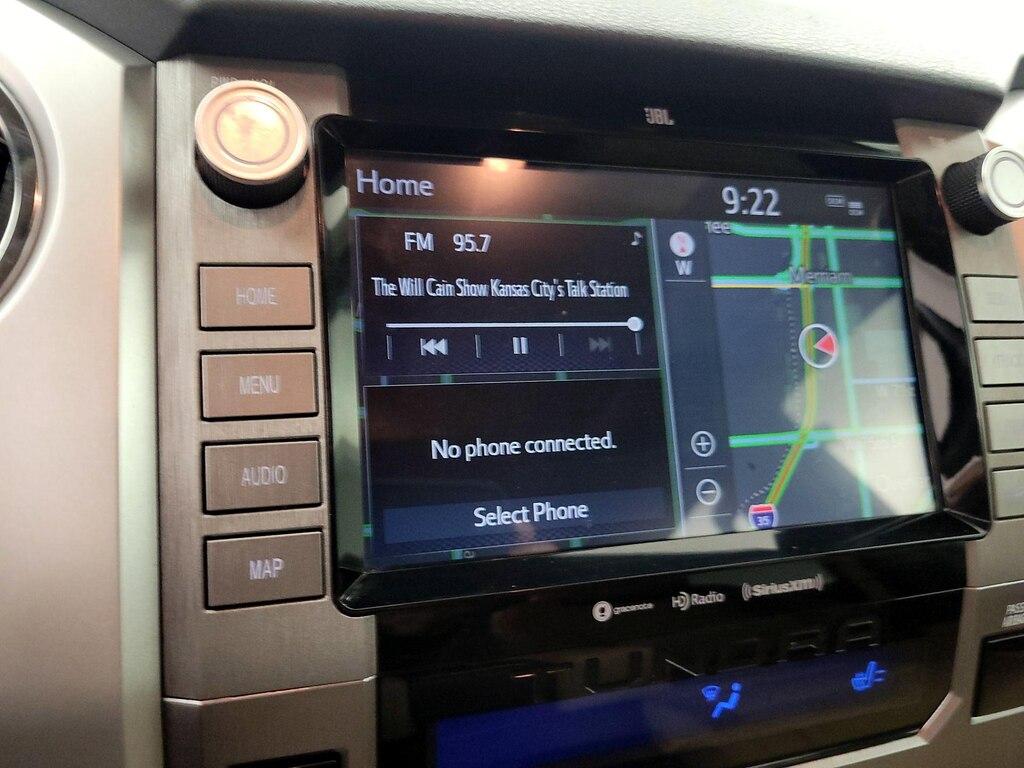 JBL
Home
9:22
FM 95.7
The Will Cain Show Kansas City's Talk Station
No phone connected.
Select Phone
W
Merriam
35
HOME
MENU
AUDIO
MAP
gracenote
HD Radio
SiriusXM
TUNDRA